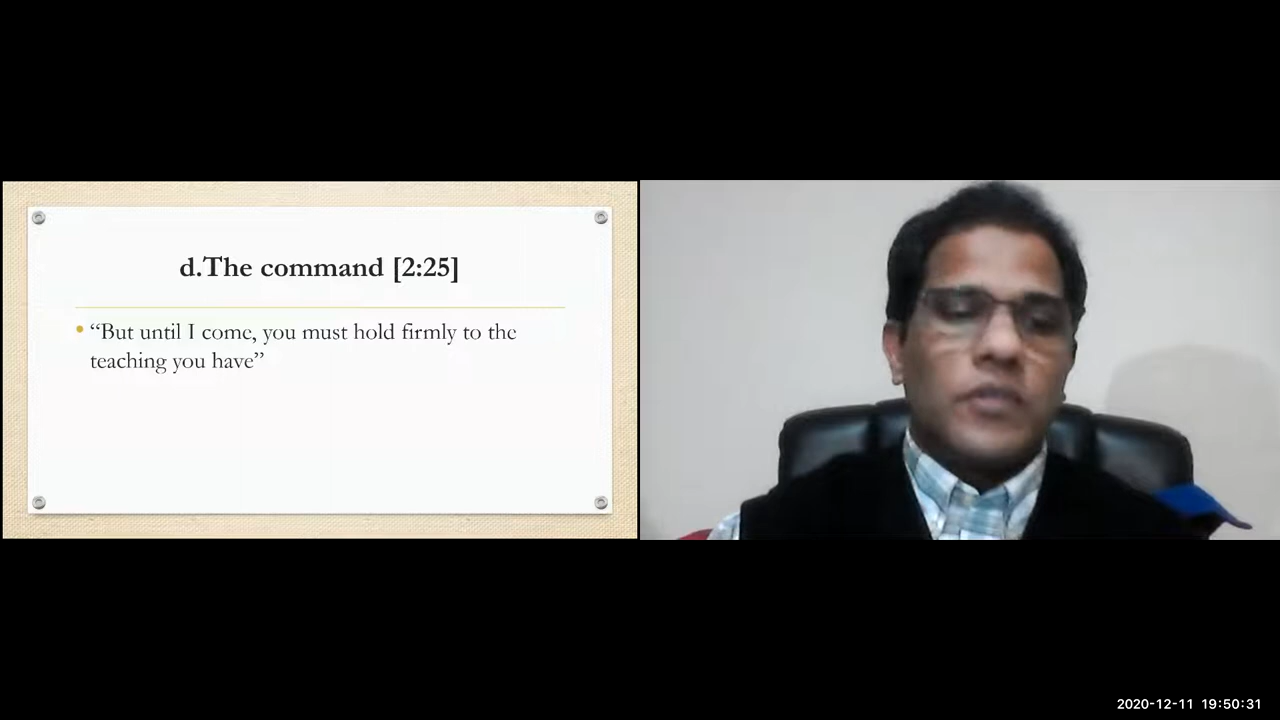 d.The command [2:25]
“But until I come, you must hold firmly to the
teaching you have”
2020-12-11 19:50:31